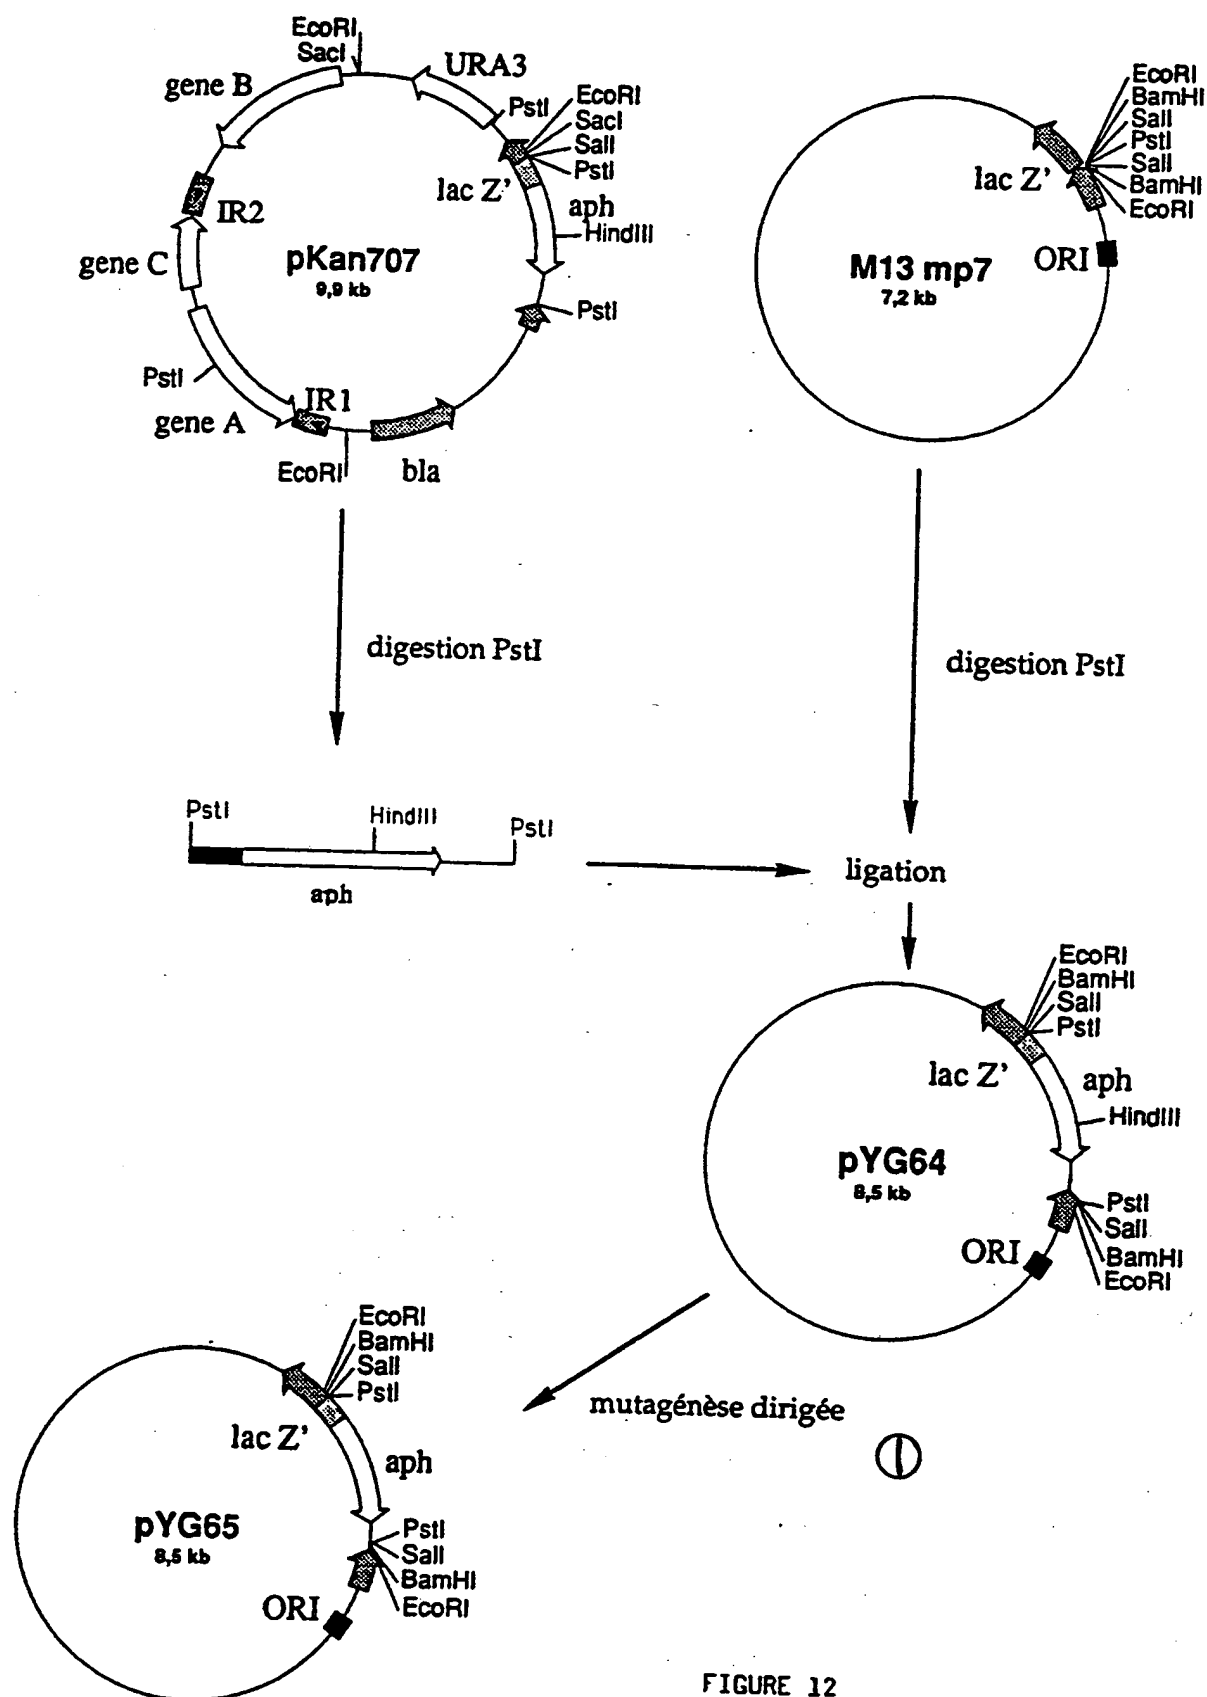 EcoRI
SacI
gene B
URA3
PstI
EcoRI
SacI
SalI
PstI
lac Z'
aph
HindIII
IR2
gene C
pKan707
9,9 kb
PstI
PstI
IR1
gene A
EcoRI
bla
EcoRI
BamHI
SalI
PstI
SalI
BamHI
EcoRI
lac Z'
ORI
M13 mp7
7,2 kb
digestion PstI
digestion PstI
PstI
HindIII
PstI
aph
ligation
EcoRI
BamHI
SalI
PstI
lac Z'
aph
HindIII
pYG64
8,5 kb
PstI
SalI
BamHI
EcoRI
ORI
mutagénèse dirigée
EcoRI
BamHI
SalI
PstI
lac Z'
aph
pYG65
8,5 kb
PstI
SalI
BamHI
EcoRI
ORI
FIGURE 12